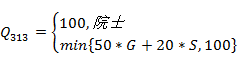 Q₃₁₃ = { 100, 院士
min{50 * G + 20 * S, 100}